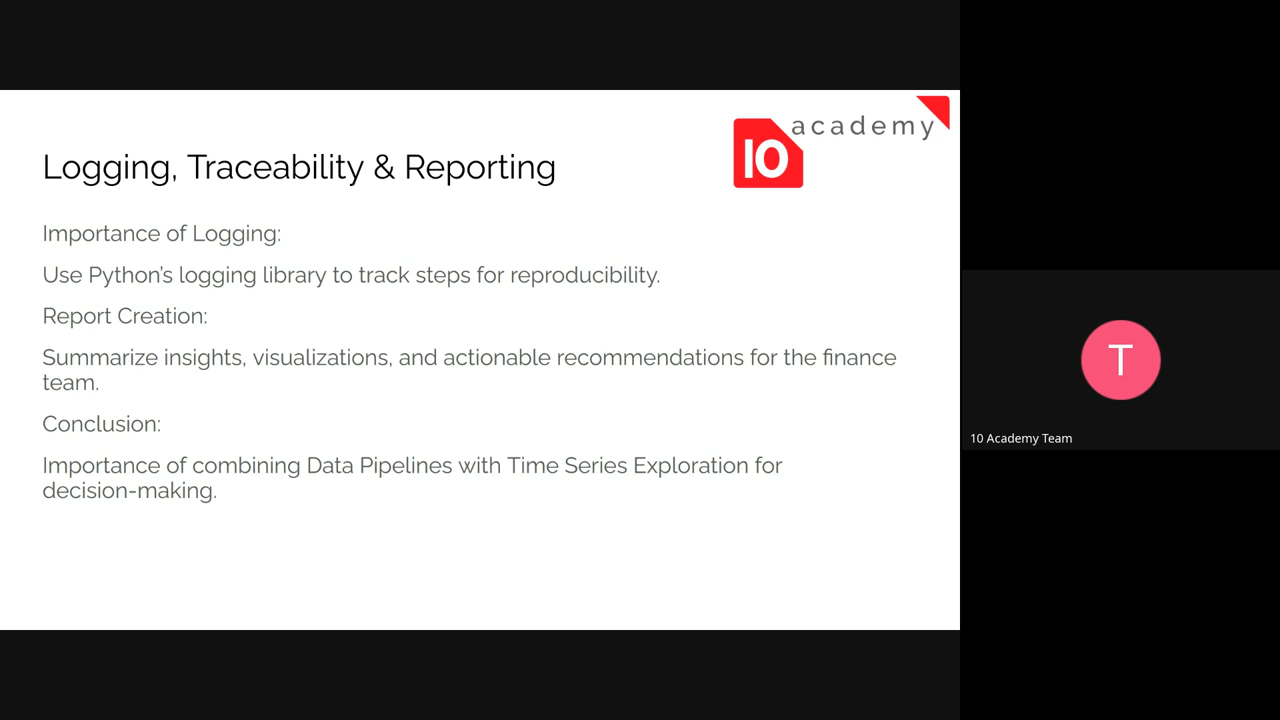 10 academy
Logging, Traceability & Reporting
Importance of Logging:
Use Python’s logging library to track steps for reproducibility.
Report Creation:
Summarize insights, visualizations, and actionable recommendations for the finance
team.
Conclusion:
Importance of combining Data Pipelines with Time Series Exploration for
decision-making.
T
10 Academy Team